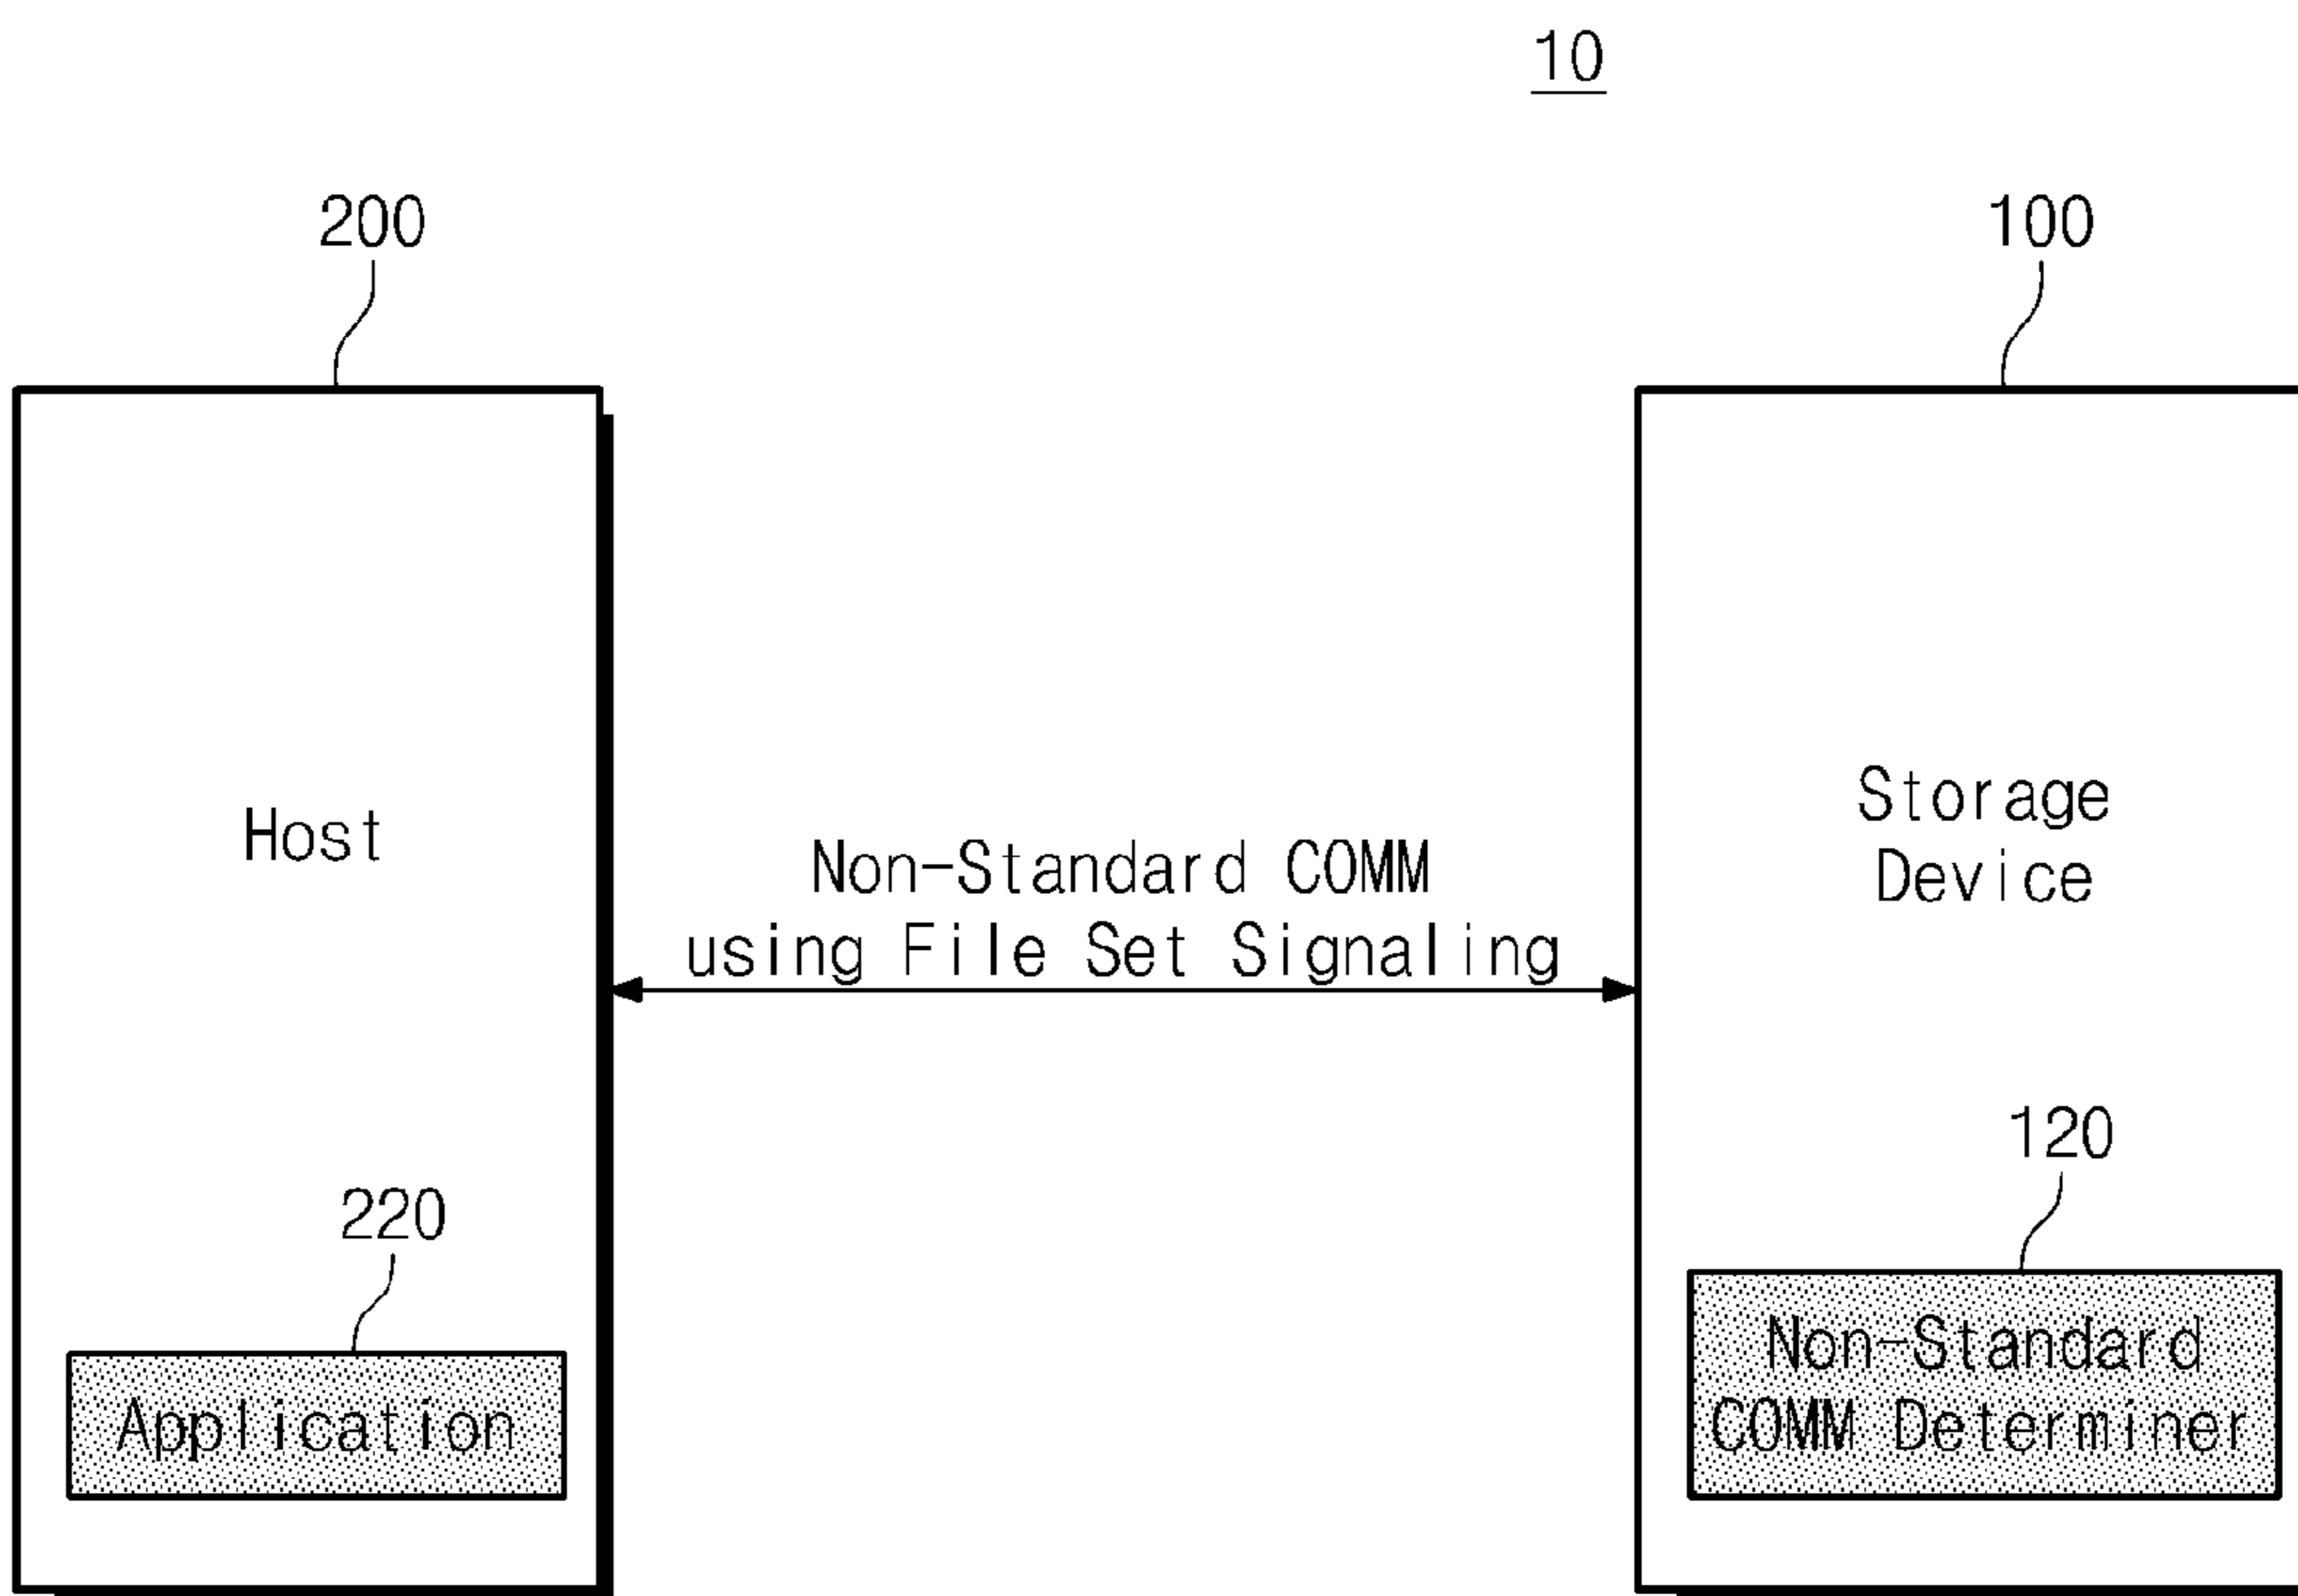 10
200
100
Host
Storage
Device
Non-Standard COMM
using File Set Signaling
120
220
Non-Standard
COMM Determiner
Application